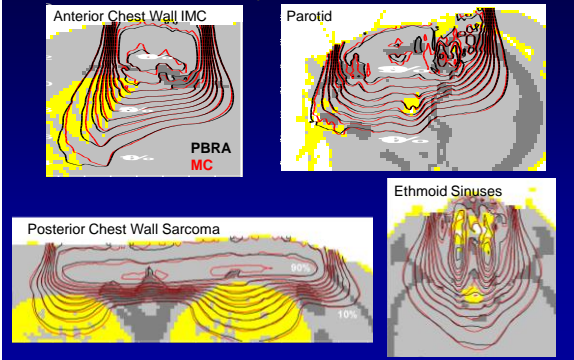 Anterior Chest Wall IMC
Parotid
PBRA
MC
Ethmoid Sinuses
Posterior Chest Wall Sarcoma
90%
10%